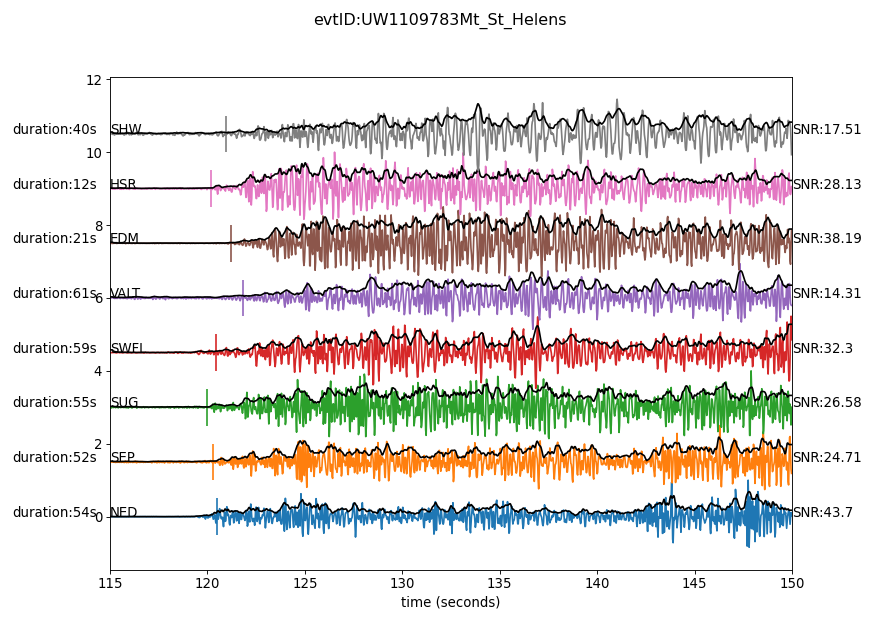 evtID:UW1109783Mt_St_Helens
12
duration:40s SHW SNR:17.51
10
duration:12s HSR SNR:28.13
8
duration:21s EDM SNR:38.19
duration:61s VALT SNR:14.31
6
duration:59s SWFL SNR:32.3
4
duration:55s SUG SNR:26.58
2
duration:52s SEP SNR:24.71
duration:54s NED SNR:43.7
0
115 120 125 130 135 140 145 150
time (seconds)